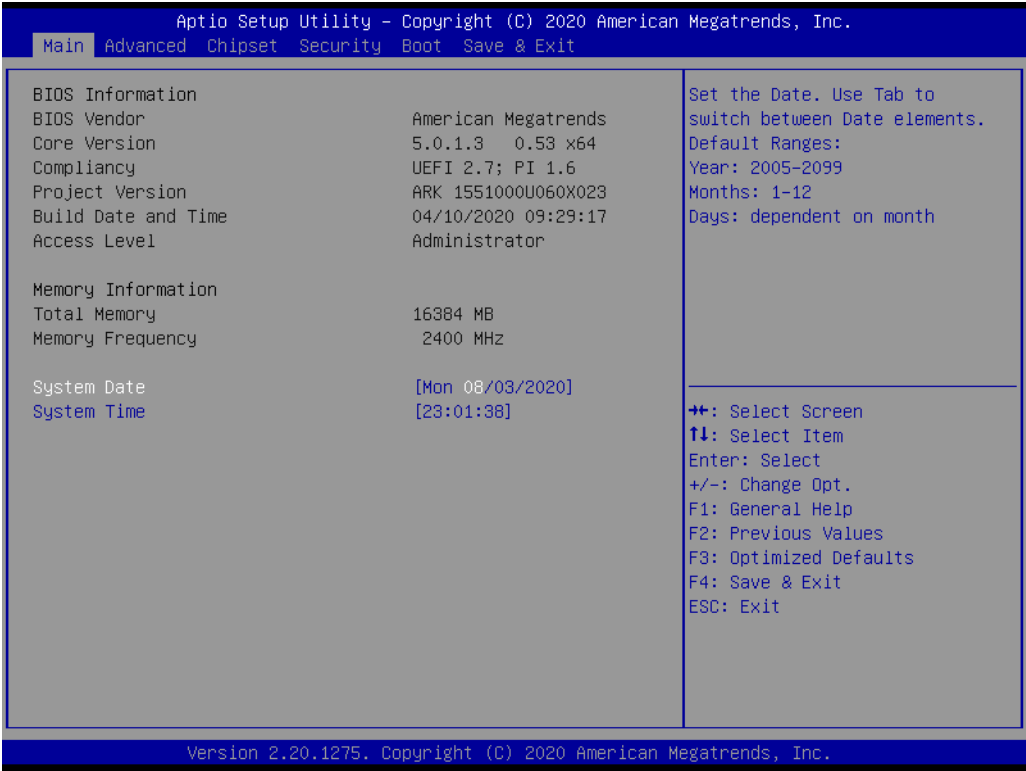 Aptio Setup Utility – Copyright (C) 2020 American Megatrends, Inc.
Main Advanced Chipset Security Boot Save & Exit
BIOS Information
BIOS Vendor American Megatrends
Core Version 5.0.1.3 0.53 x64
Compliancy UEFI 2.7; PI 1.6
Project Version ARK 1551000U060X023
Build Date and Time 04/10/2020 09:29:17
Access Level Administrator
Memory Information
Total Memory 16384 MB
Memory Frequency 2400 MHz
System Date [Mon 08/03/2020]
System Time [23:01:38]
Set the Date. Use Tab to
switch between Date elements.
Default Ranges:
Year: 2005-2099
Months: 1-12
Days: dependent on month
→←: Select Screen
↑↓: Select Item
Enter: Select
+/-: Change Opt.
F1: General Help
F2: Previous Values
F3: Optimized Defaults
F4: Save & Exit
ESC: Exit
Version 2.20.1275. Copyright (C) 2020 American Megatrends, Inc.